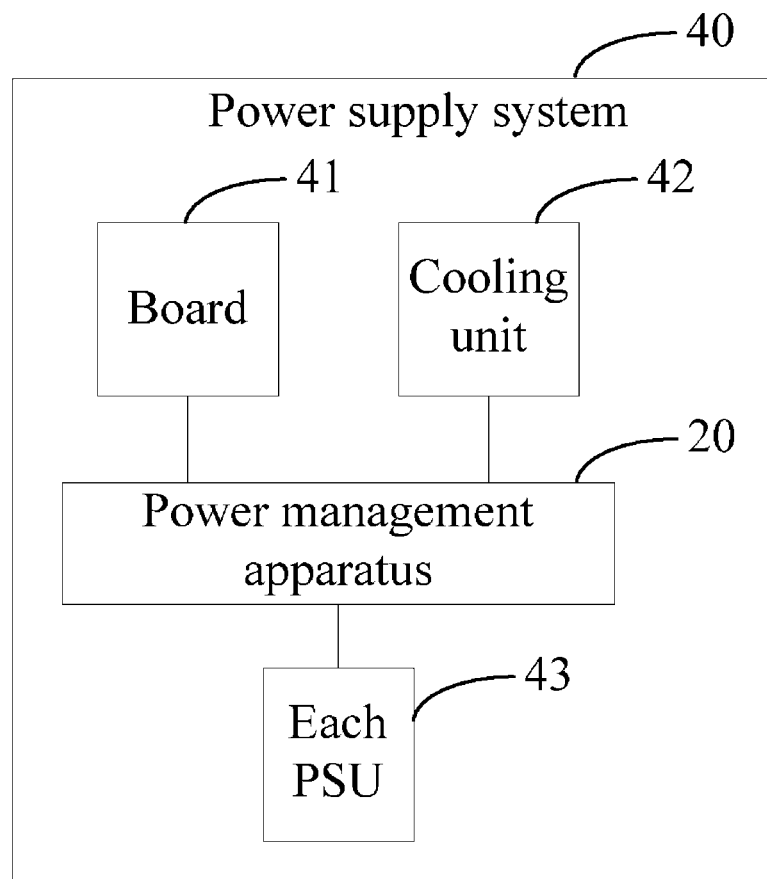 40
Power supply system
41
42
Board
Cooling
unit
20
Power management
apparatus
43
Each
PSU